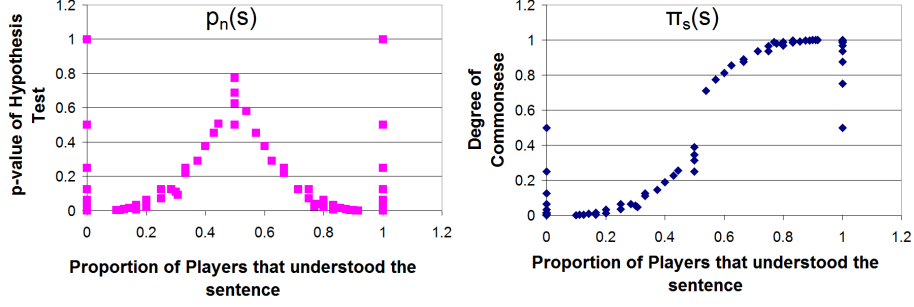 pn(s)
p-value of Hypothesis
Test
1.2
1
0.8
0.6
0.4
0.2
0
0 0.2 0.4 0.6 0.8 1 1.2
Proportion of Players that understood the
sentence
πs(s)
Degree of
Commonsese
1.2
1
0.8
0.6
0.4
0.2
0
0 0.2 0.4 0.6 0.8 1 1.2
Proportion of Players that understood the
sentence